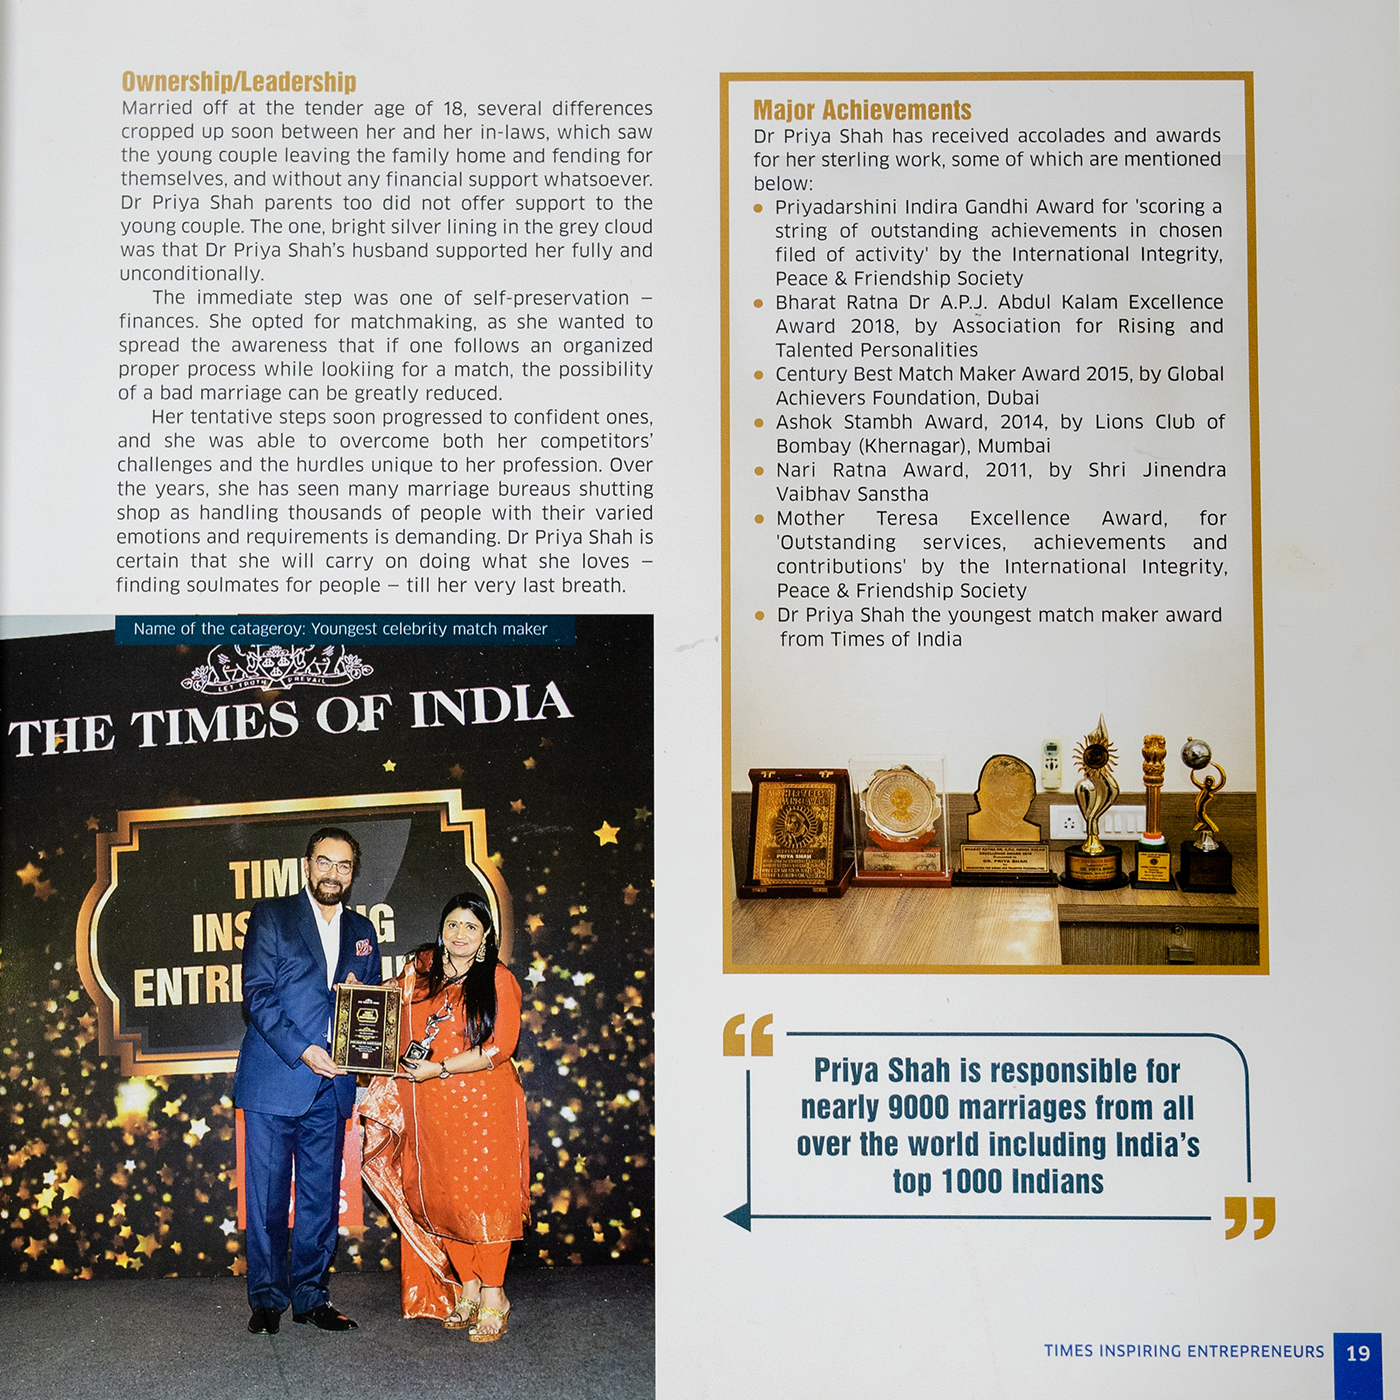 Ownership/Leadership
Married off at the tender age of 18, several differences
cropped up soon between her and her in-laws, which saw
the young couple leaving the family home and fending for
themselves, and without any financial support whatsoever.
Dr Priya Shah parents too did not offer support to the
young couple. The one, bright silver lining in the grey cloud
was that Dr Priya Shah's husband supported her fully and
unconditionally.
The immediate step was one of self-preservation –
finances. She opted for matchmaking, as she wanted to
spread the awareness that if one follows an organized
proper process while lookiing for a match, the possibility
of a bad marriage can be greatly reduced.
Her tentative steps soon progressed to confident ones,
and she was able to overcome both her competitors'
challenges and the hurdles unique to her profession. Over
the years, she has seen many marriage bureaus shutting
shop as handling thousands of people with their varied
emotions and requirements is demanding. Dr Priya Shah is
certain that she will carry on doing what she loves –
finding soulmates for people – till her very last breath.
Name of the catageroy: Youngest celebrity match maker
LET TRUTH PREVAIL
THE TIMES OF INDIA
TIM
INS G
ENTRE
Major Achievements
Dr Priya Shah has received accolades and awards
for her sterling work, some of which are mentioned
below:
• Priyadarshini Indira Gandhi Award for 'scoring a
string of outstanding achievements in chosen
filed of activity' by the International Integrity,
Peace & Friendship Society
• Bharat Ratna Dr A.P.J. Abdul Kalam Excellence
Award 2018, by Association for Rising and
Talented Personalities
• Century Best Match Maker Award 2015, by Global
Achievers Foundation, Dubai
• Ashok Stambh Award, 2014, by Lions Club of
Bombay (Khernagar), Mumbai
• Nari Ratna Award, 2011, by Shri Jinendra
Vaibhav Sanstha
• Mother Teresa Excellence Award, for
'Outstanding services, achievements and
contributions' by the International Integrity,
Peace & Friendship Society
• Dr Priya Shah the youngest match maker award
from Times of India
PRIYA SHAH
DR. PRIYA SHAH
Priya Shah is responsible for
nearly 9000 marriages from all
over the world including India's
top 1000 Indians
TIMES INSPIRING ENTREPRENEURS 19